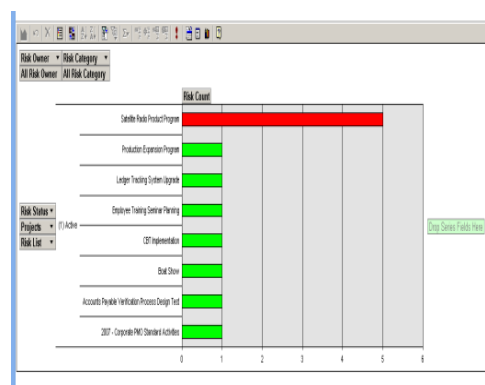 Risk Owner Risk Category
All Risk Owner All Risk Category
Risk Count
Satellite Radio Product Program
Production Expansion Program
Ledger Tracking System Upgrade
Risk Status
Projects
Risk List
(1) Active
Employee Training Seminar Planning
CBT Implementation
Boat Show
Accounts Payable Verification Process Design Test
2007 - Corporate PMO Standard Activities
Drop Series Fields Here
0 1 2 3 4 5 6